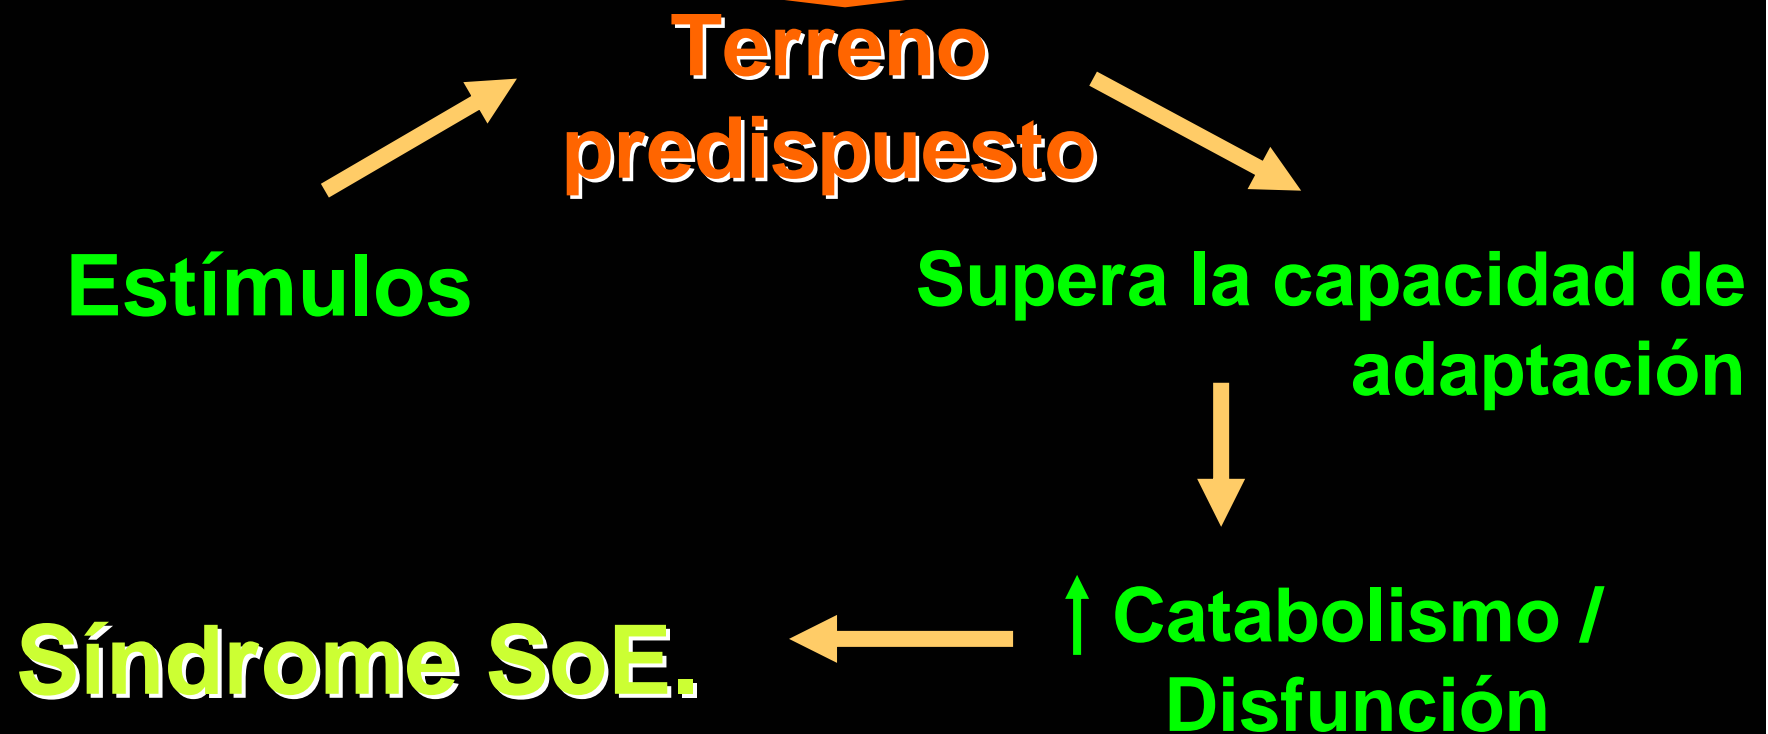 Terreno
predispuesto
Estímulos
Supera la capacidad de
adaptación
Catabolismo /
Disfunción
Síndrome SoE.